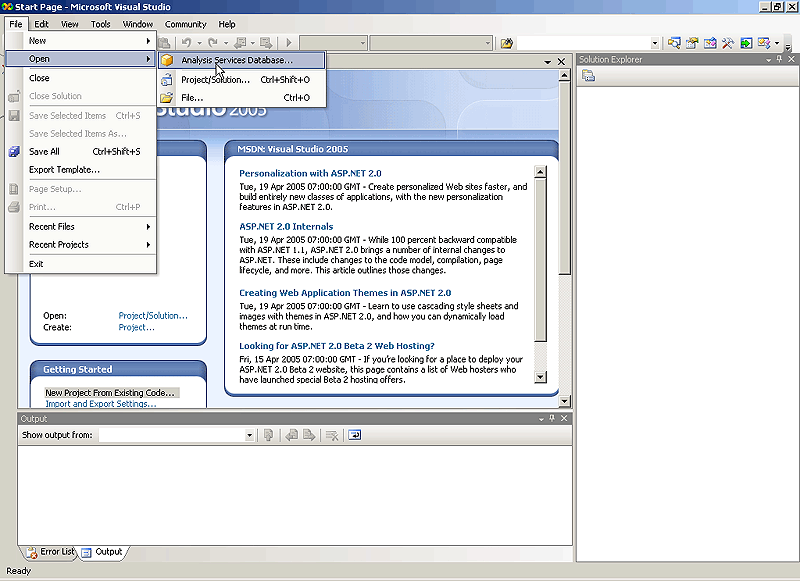 Start Page - Microsoft Visual Studio
File Edit View Tools Window Community Help
New
Open
Close
Close Solution
Save Selected Items Ctrl+S
Save Selected Items As...
Save All Ctrl+Shift+S
Export Template...
Page Setup...
Print... Ctrl+P
Recent Files
Recent Projects
Exit
Analysis Services Database...
Project/Solution... Ctrl+Shift+O
File... Ctrl+O
Studio 2005
Open: Project/Solution...
Create: Project...
Getting Started
New Project From Existing Code...
Import and Export Settings...
MSDN: Visual Studio 2005
Personalization with ASP.NET 2.0
Tue, 19 Apr 2005 07:00:00 GMT - Create personalized Web sites faster, and
build entirely new classes of applications, with the new personalization
features in ASP.NET 2.0.
ASP.NET 2.0 Internals
Tue, 19 Apr 2005 07:00:00 GMT - While 100 percent backward compatible
with ASP.NET 1.1, ASP.NET 2.0 brings a number of internal changes to
ASP.NET. These include changes to the code model, compilation, page
lifecycle, and more. This article outlines those changes.
Creating Web Application Themes in ASP.NET 2.0
Tue, 19 Apr 2005 07:00:00 GMT - Learn to use cascading style sheets and
images with themes in ASP.NET 2.0, and how you can dynamically load
themes at run time.
Looking for ASP.NET 2.0 Beta 2 Web Hosting?
Fri, 15 Apr 2005 07:00:00 GMT - If you're looking for a place to deploy your
ASP.NET 2.0 Beta 2 website, this page contains a list of Web hosters who
have launched special Beta 2 hosting offers.
Solution Explorer
Output
Show output from:
Error List Output
Ready